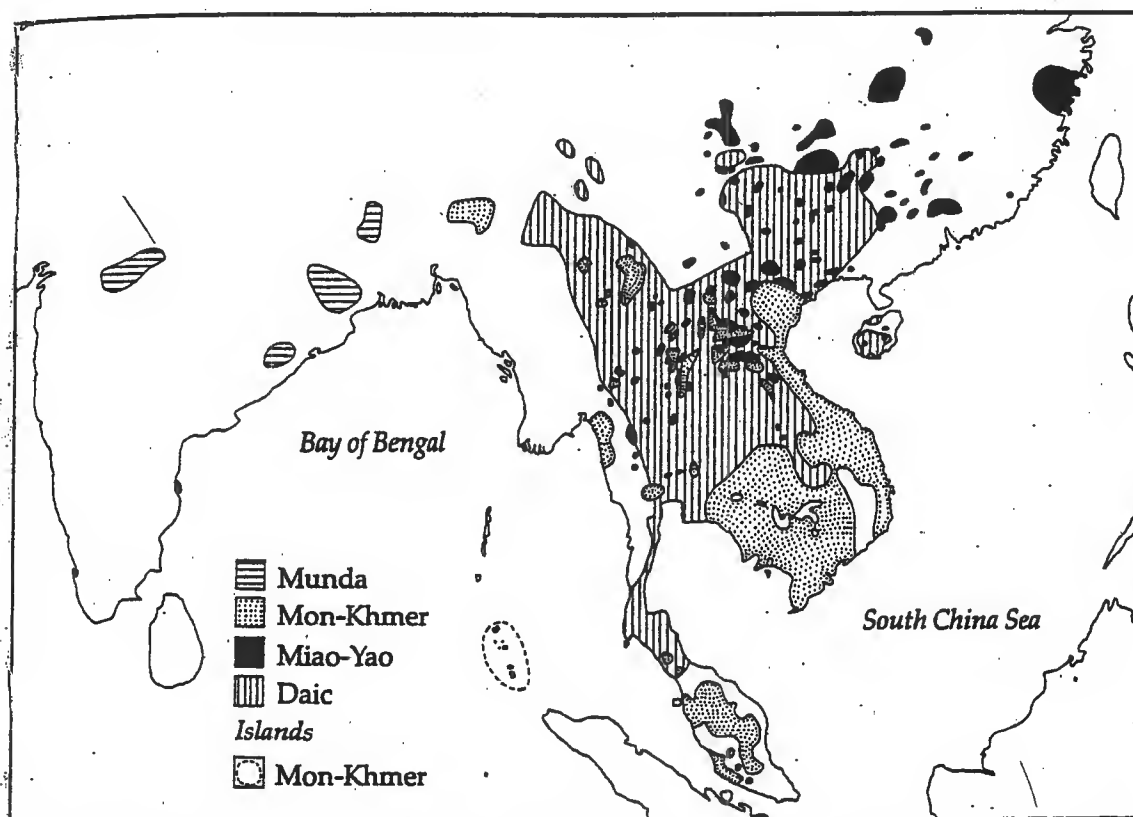 Bay of Bengal
South China Sea
Munda
Mon-Khmer
Miao-Yao
Daic
Islands
Mon-Khmer